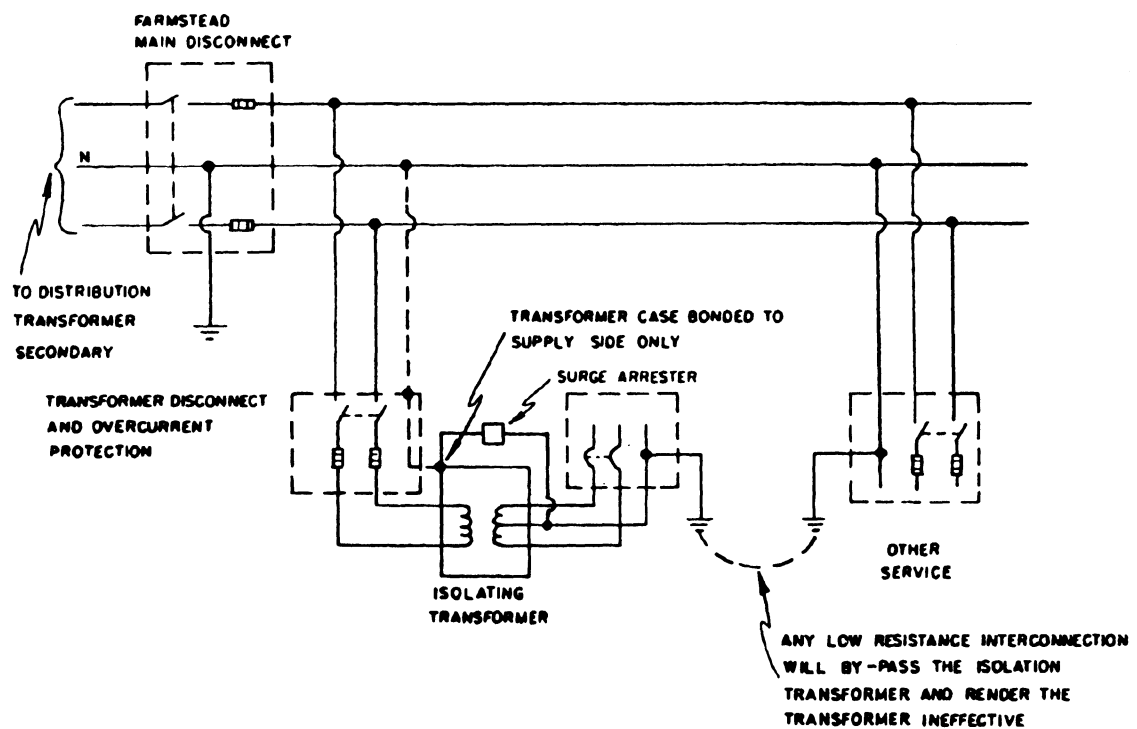 FARMSTEAD
MAIN DISCONNECT
N
TO DISTRIBUTION
TRANSFORMER
SECONDARY
TRANSFORMER CASE BONDED TO
SUPPLY SIDE ONLY
SURGE ARRESTER
TRANSFORMER DISCONNECT
AND OVERCURRENT
PROTECTION
ISOLATING
TRANSFORMER
OTHER
SERVICE
ANY LOW RESISTANCE INTERCONNECTION
WILL BY-PASS THE ISOLATION
TRANSFORMER AND RENDER THE
TRANSFORMER INEFFECTIVE